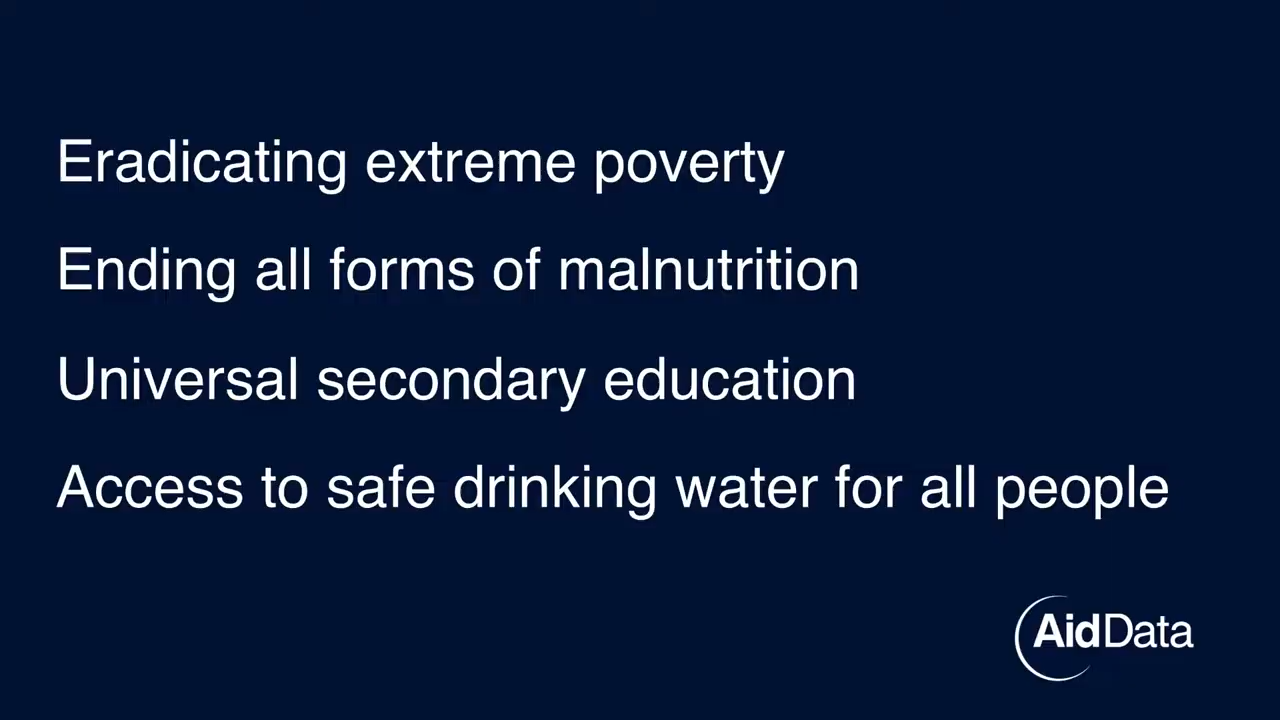 Eradicating extreme poverty
Ending all forms of malnutrition
Universal secondary education
Access to safe drinking water for all people
AidData